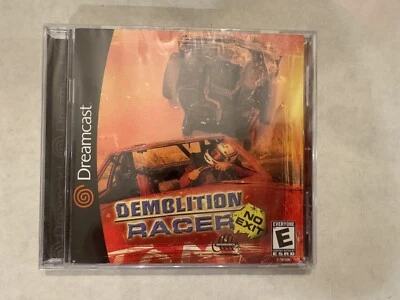 Dreamcast
DEMOLITION
RACER
NO
EXIT
EVERYONE
E
ESRB